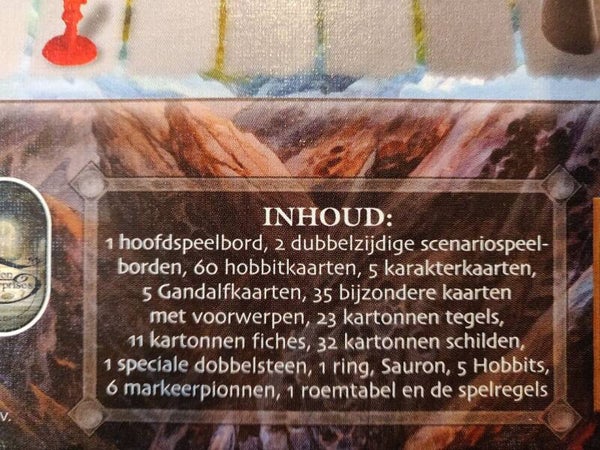 INHOUD:
1 hoofdspeelbord, 2 dubbelzijdige scenariospeel-
borden, 60 hobbitkaarten, 5 karakterkaarten,
5 Gandalfkaarten, 35 bijzondere kaarten
met voorwerpen, 23 kartonnen tegels,
11 kartonnen fiches, 32 kartonnen schilden,
1 speciale dobbelsteen, 1 ring, Sauron, 5 Hobbits,
6 markeerpionnen, 1 roemtabel en de spelregels
v.